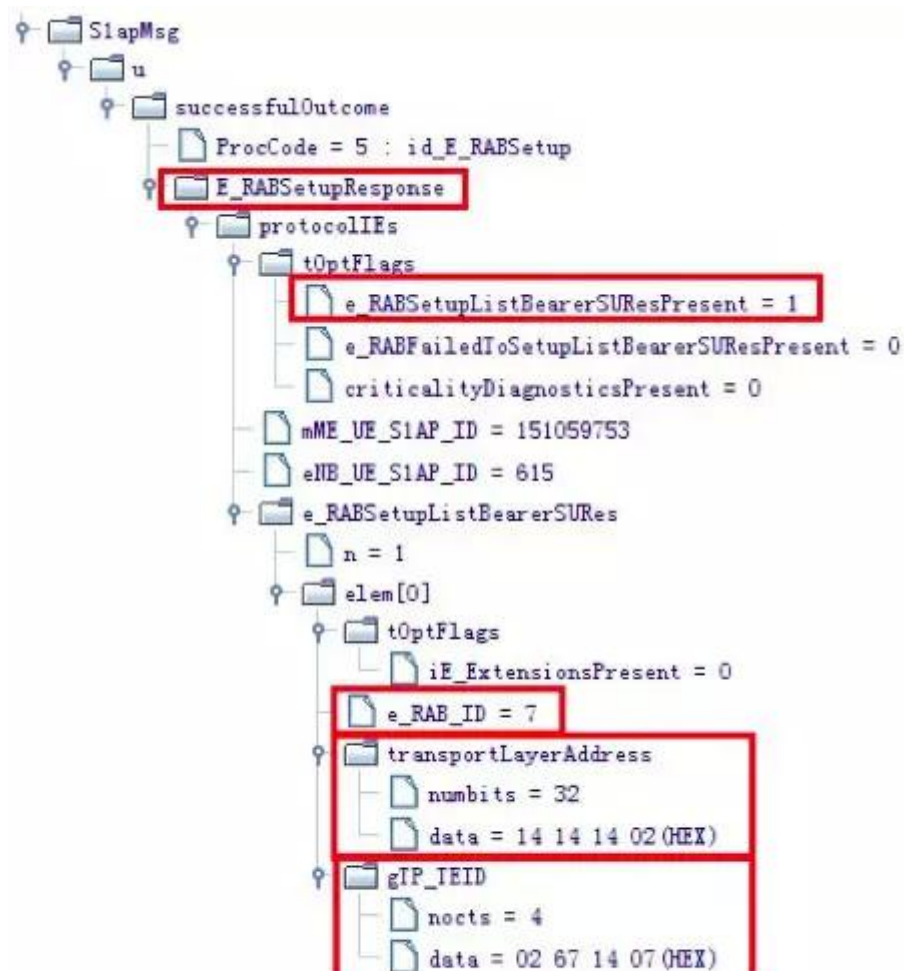 S1apMsg
u
successfulOutcome
ProcCode = 5 : id_E_RABSetup
E_RABSetupResponse
protocolIEs
tOptFlags
e_RABSetupListBearerSUResPresent = 1
e_RABFailedToSetupListBearerSUResPresent = 0
criticalityDiagnosticsPresent = 0
mME_UE_S1AP_ID = 151059753
eNB_UE_S1AP_ID = 615
e_RABSetupListBearerSURes
n = 1
elem[0]
tOptFlags
iE_ExtensionsPresent = 0
e_RAB_ID = 7
transportLayerAddress
numbits = 32
data = 14 14 14 02(HEX)
gTP_TEID
nocts = 4
data = 02 67 14 07(HEX)